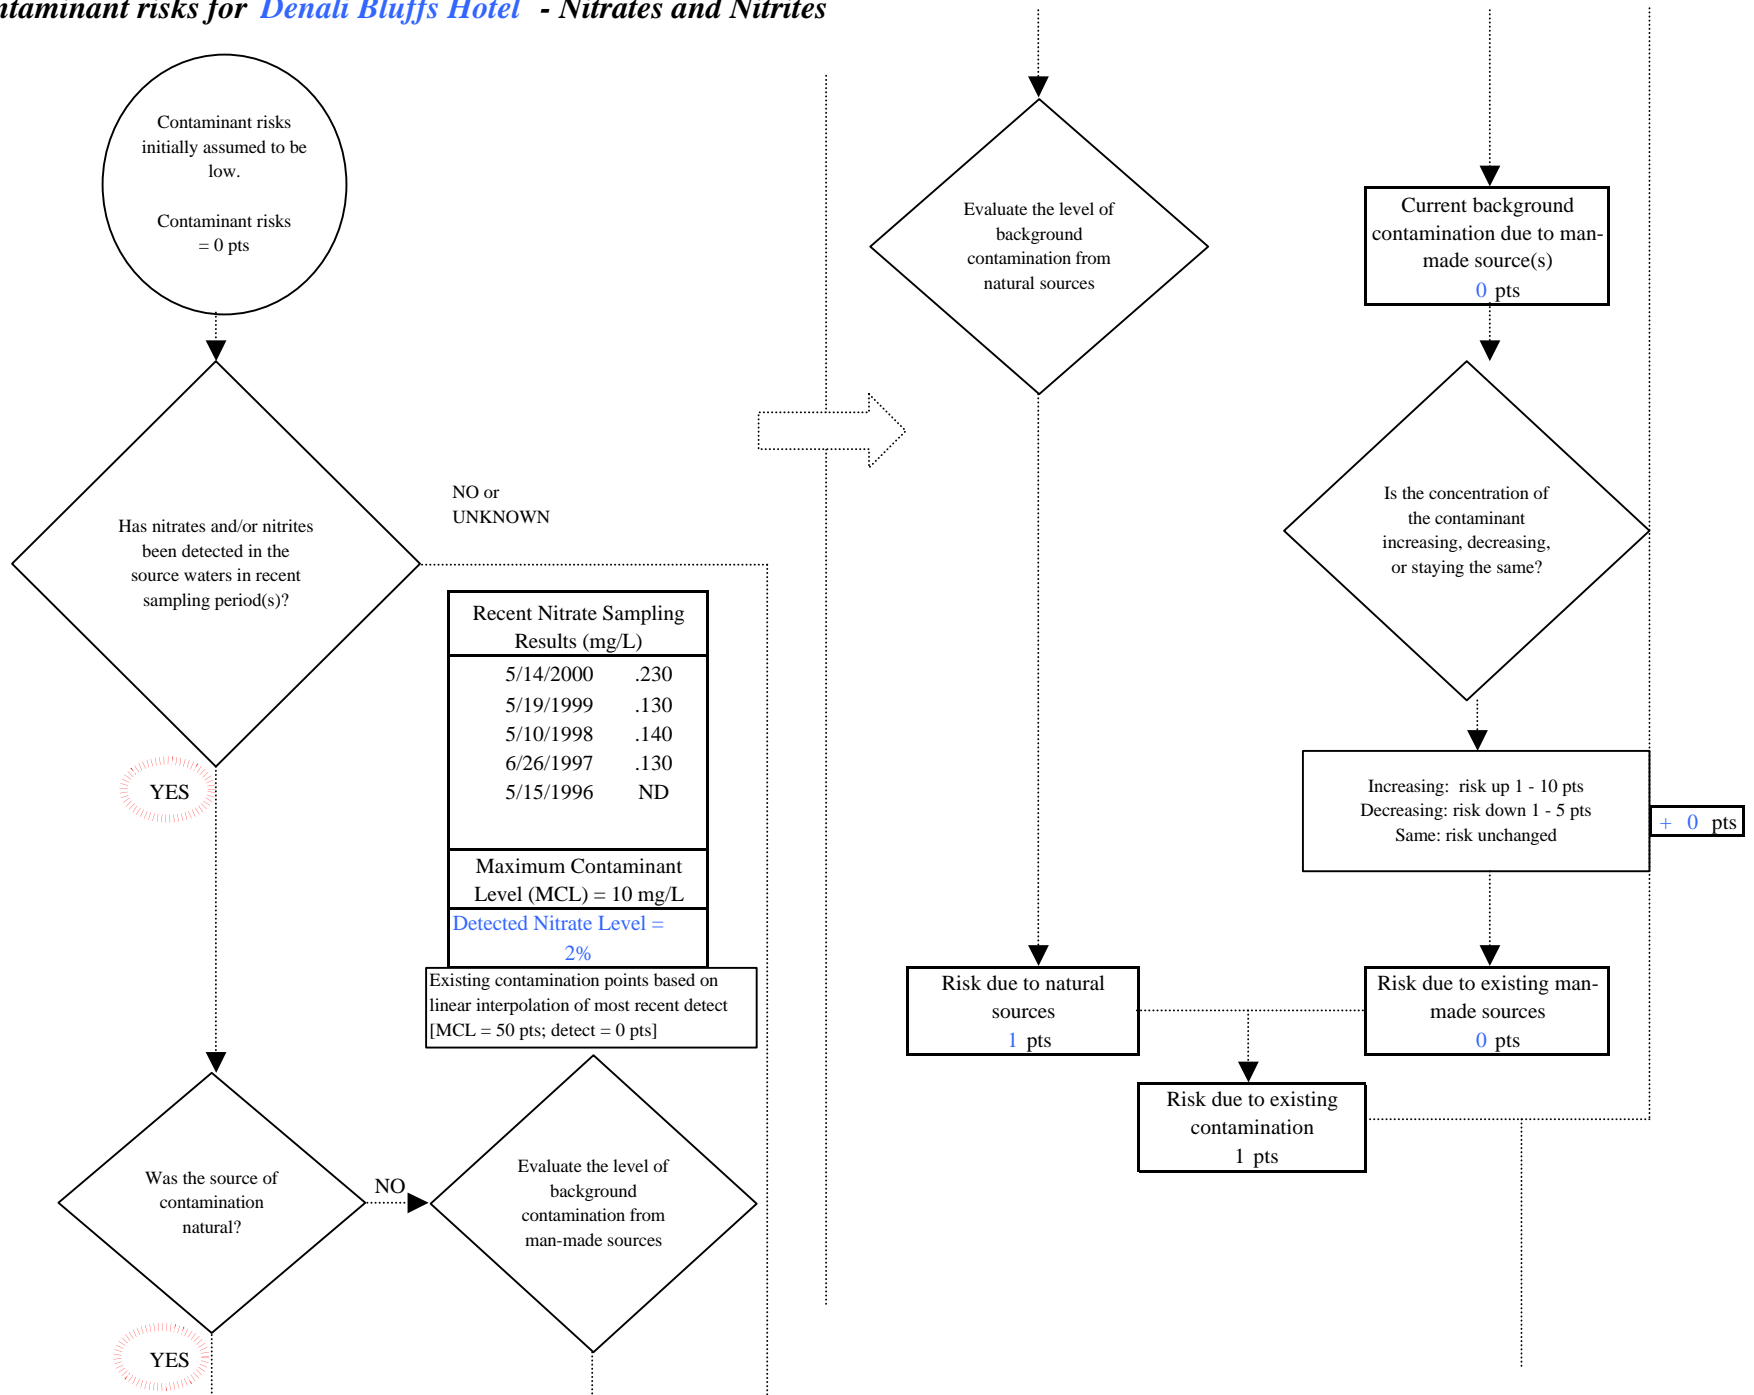 ntaminant risks for Denali Bluffs Hotel - Nitrates and Nitrites
Contaminant risks
initially assumed to be
low.
Contaminant risks
= 0 pts
Has nitrates and/or nitrites
been detected in the
source waters in recent
sampling period(s)?
NO or
UNKNOWN
YES
Recent Nitrate Sampling
Results (mg/L)
5/14/2000 .230
5/19/1999 .130
5/10/1998 .140
6/26/1997 .130
5/15/1996 ND
Maximum Contaminant
Level (MCL) = 10 mg/L
Detected Nitrate Level =
2%
Existing contamination points based on
linear interpolation of most recent detect
[MCL = 50 pts; detect = 0 pts]
Was the source of
contamination
natural?
NO
YES
Evaluate the level of
background
contamination from
man-made sources
Evaluate the level of
background
contamination from
natural sources
Current background
contamination due to man-
made source(s)
0 pts
Is the concentration of
the contaminant
increasing, decreasing,
or staying the same?
Increasing: risk up 1 - 10 pts
Decreasing: risk down 1 - 5 pts
Same: risk unchanged
+ 0 pts
Risk due to natural
sources
1 pts
Risk due to existing man-
made sources
0 pts
Risk due to existing
contamination
1 pts